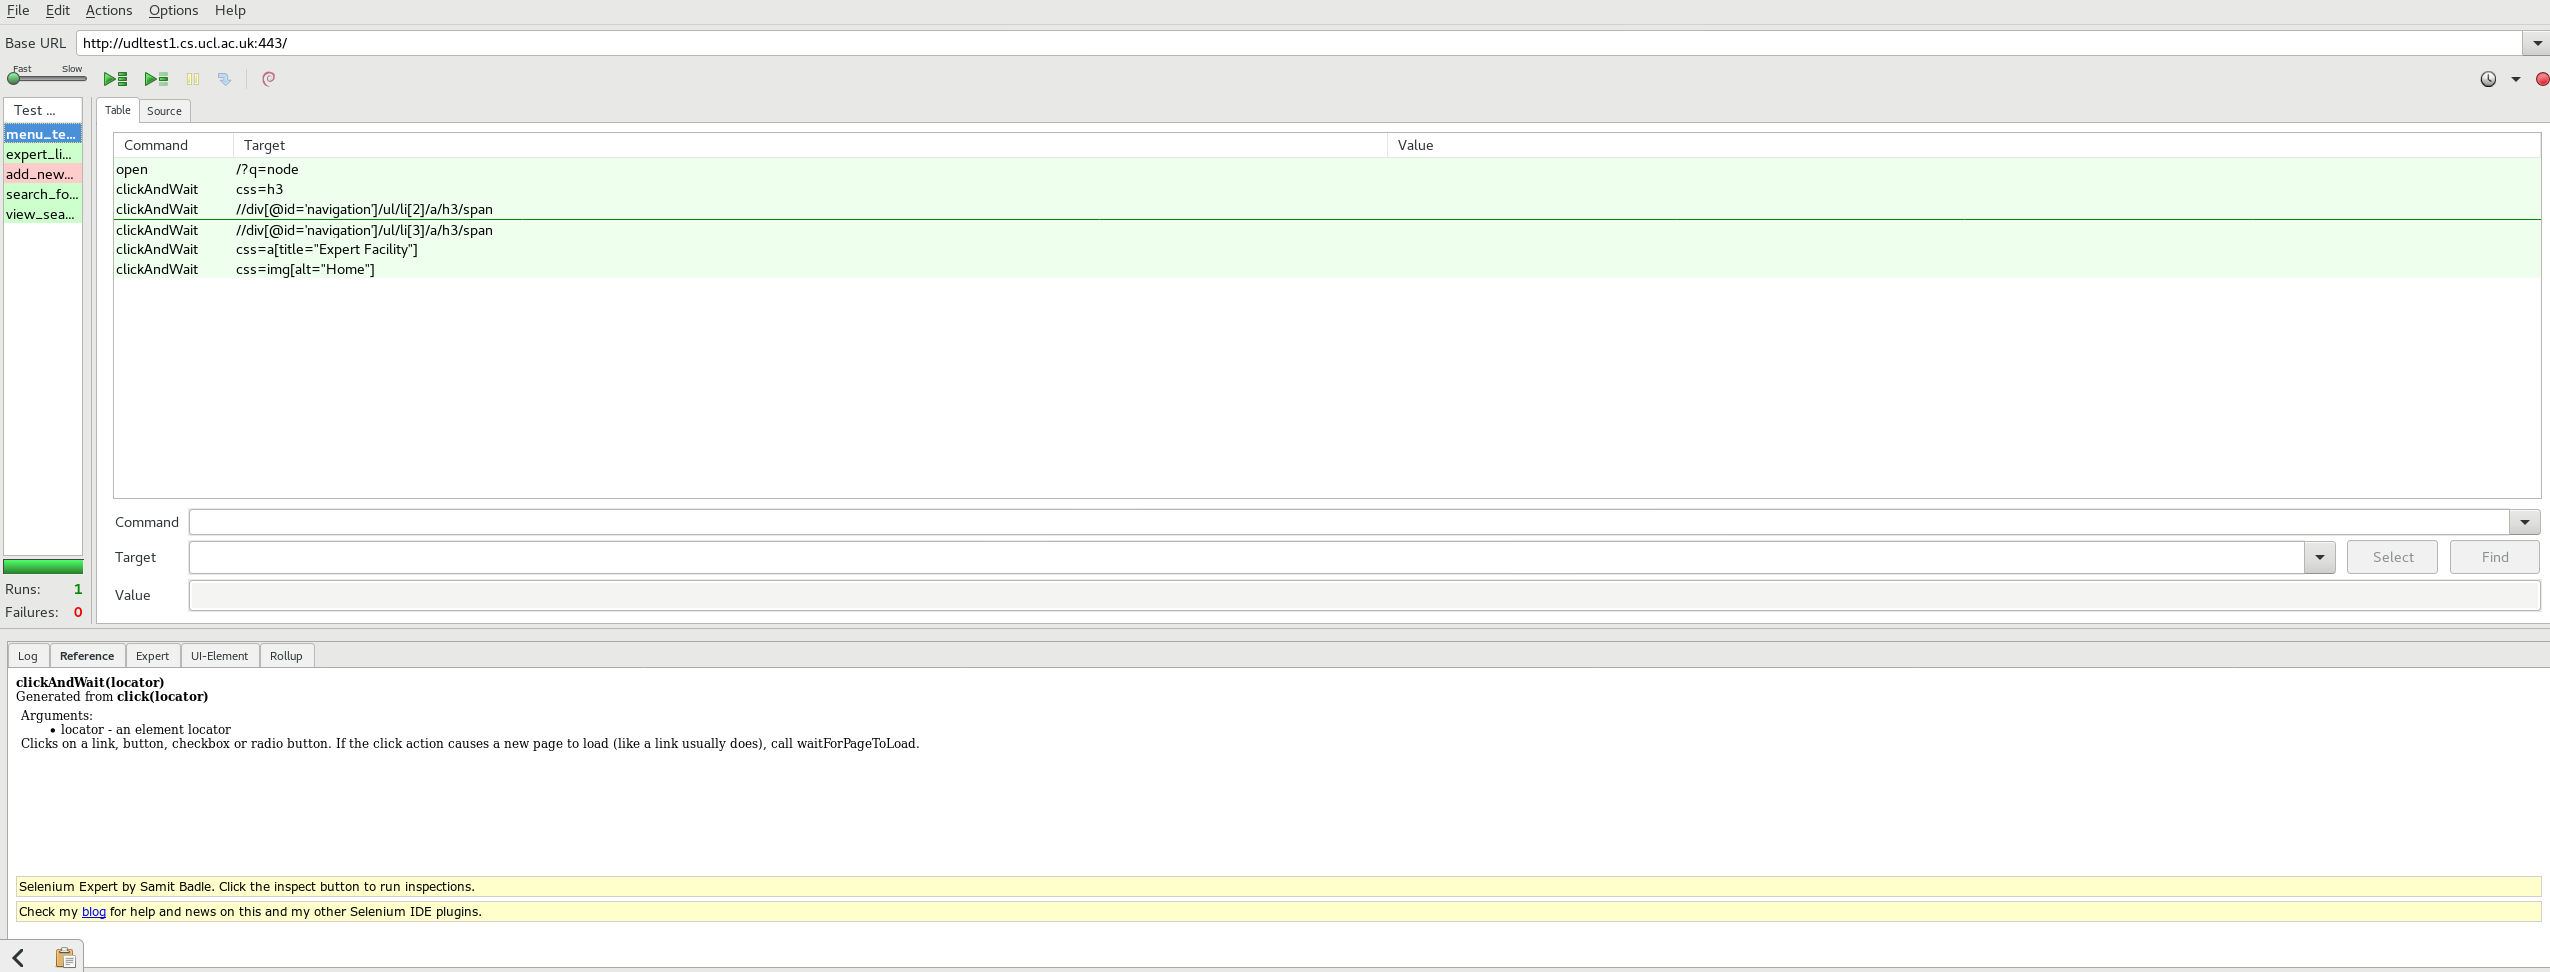 File Edit Actions Options Help
Base URL http://udltest1.cs.ucl.ac.uk:443/
Fast Slow
Test ...
menu_te...
expert_li...
add_new...
search_fo...
view_sea...
Table Source
Command Target Value
open /?q=node
clickAndWait css=h3
clickAndWait //div[@id='navigation']/ul/li[2]/a/h3/span
clickAndWait //div[@id='navigation']/ul/li[3]/a/h3/span
clickAndWait css=a[title="Expert Facility"]
clickAndWait css=img[alt="Home"]
Command
Target Select Find
Value
Runs: 1
Failures: 0
Log Reference Expert UI-Element Rollup
clickAndWait(locator)
Generated from click(locator)
Arguments:
• locator - an element locator
Clicks on a link, button, checkbox or radio button. If the click action causes a new page to load (like a link usually does), call waitForPageToLoad.
Selenium Expert by Samit Badle. Click the inspect button to run inspections.
Check my blog for help and news on this and my other Selenium IDE plugins.